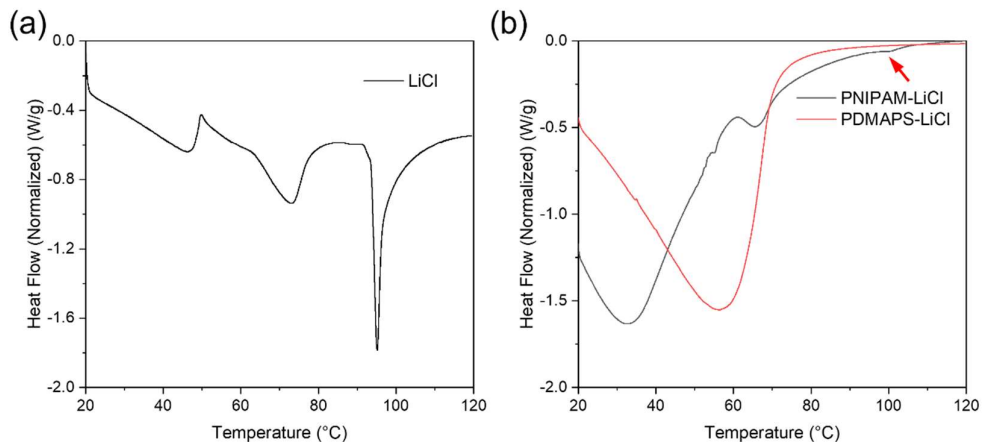 (a)
0.0
-0.4
-0.8
-1.2
-1.6
-2.0
Heat Flow (Normalized) (W/g)
LiCl
20 40 60 80 100 120
Temperature (°C)
(b)
0.0
-0.5
-1.0
-1.5
-2.0
Heat Flow (Normalized) (W/g)
PNIPAM-LiCl
PDMAPS-LiCl
20 40 60 80 100 120
Temperature (°C)